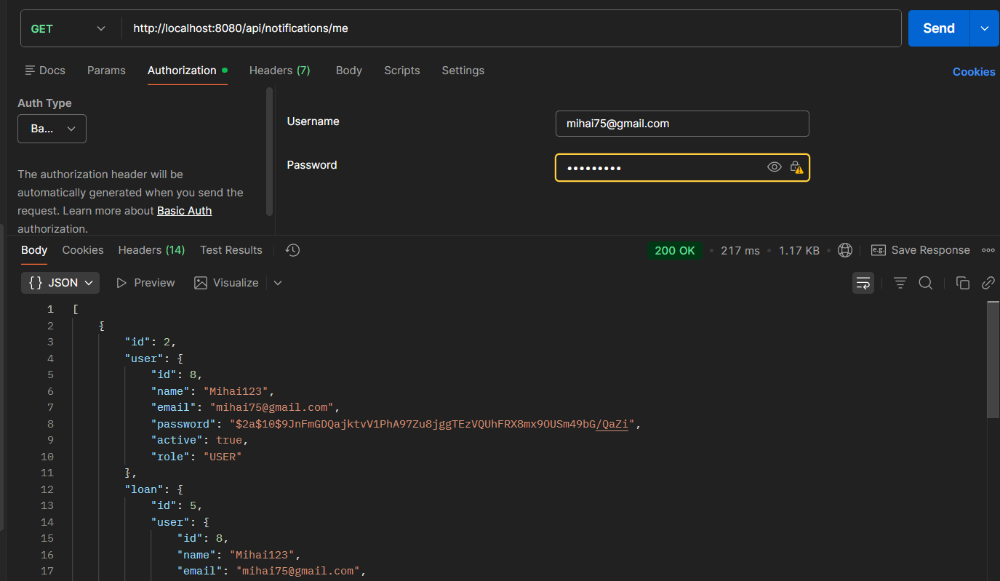 GET http://localhost:8080/api/notifications/me Send
Docs Params Authorization Headers (7) Body Scripts Settings Cookies
Auth Type
Ba...
The authorization header will be
automatically generated when you send the
request. Learn more about Basic Auth
authorization.
Username mihai75@gmail.com
Password •••••••••
Body Cookies Headers (14) Test Results 200 OK • 217 ms • 1.17 KB • e.g. Save Response
{} JSON Preview Visualize
1 [
2 {
3 "id": 2,
4 "user": {
5 "id": 8,
6 "name": "Mihai123",
7 "email": "mihai75@gmail.com",
8 "password": "$2a$10$9JnFmGDQajktvV1PhA97Zu8jggTEzVQUhFRX8mx9OUSm49bG/QaZi",
9 "active": true,
10 "role": "USER"
11 },
12 "loan": {
13 "id": 5,
14 "user": {
15 "id": 8,
16 "name": "Mihai123",
17 "email": "mihai75@gmail.com",